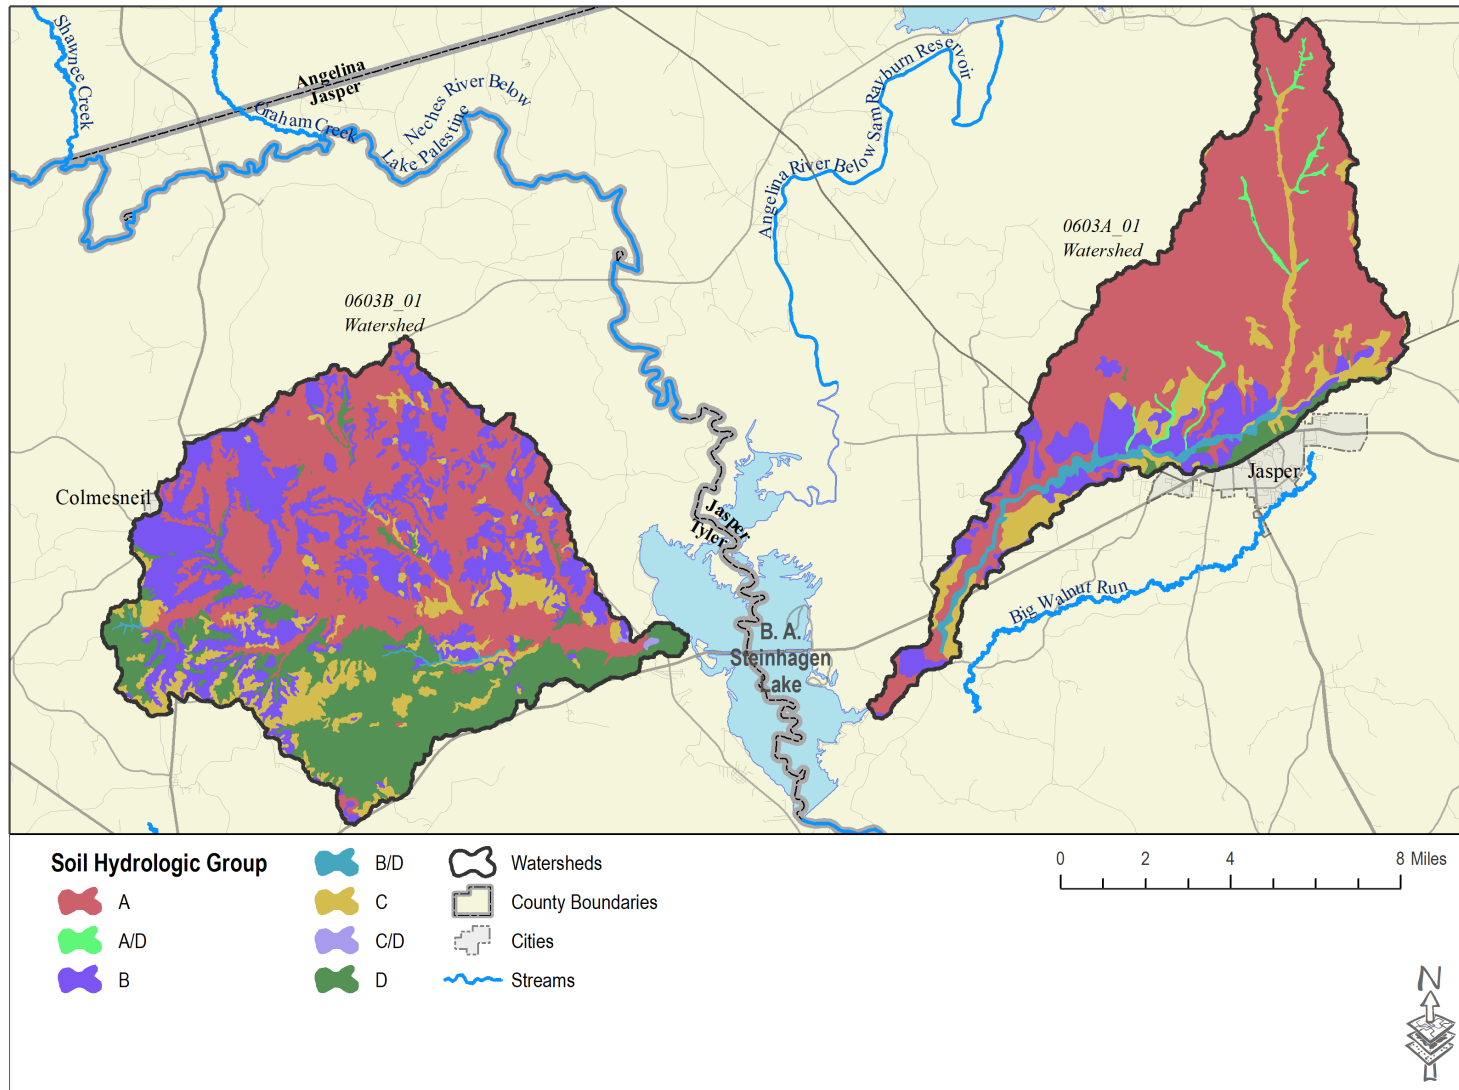 Shawnee Creek
Angelina
Jasper
Graham Creek
Neches River Below
Lake Palestine
Angelina River Below Sam Rayburn Reservoir
0603A_01
Watershed
0603B_01
Watershed
Colmesneil
Jasper
Tyler
Jasper
Big Walnut Run
B. A.
Steinhagen
Lake
Soil Hydrologic Group
A
A/D
B
B/D
C
C/D
D
Watersheds
County Boundaries
Cities
Streams
0 2 4 8 Miles
N